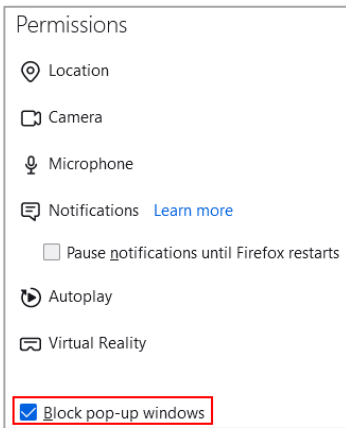 Permissions
Location
Camera
Microphone
Notifications Learn more
Pause notifications until Firefox restarts
Autoplay
Virtual Reality
Block pop-up windows